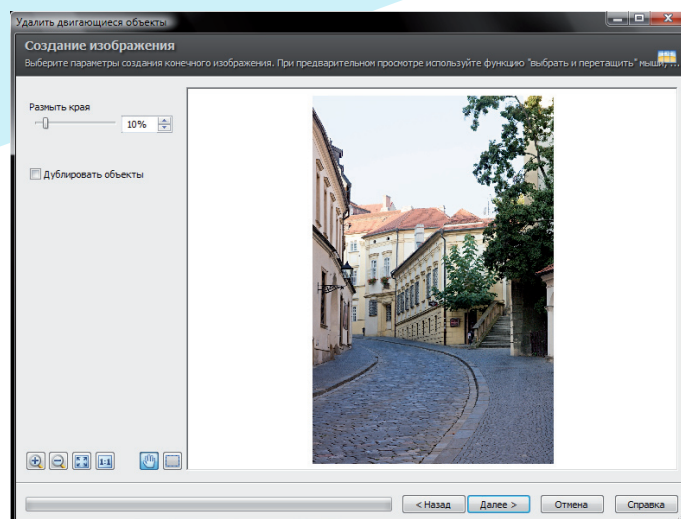 Удалить двигающиеся объекты
Создание изображения
Выберите параметры создания конечного изображения. При предварительном просмотре используйте функцию "выбрать и перетащить" мыши, ...
Размыть края
10%
Дублировать объекты
1:1
< Назад
Далее >
Отмена
Справка